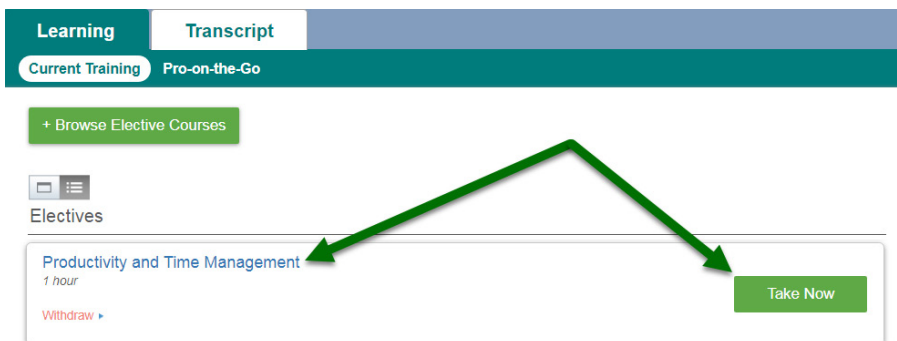 Learning Transcript
Current Training Pro-on-the-Go
+ Browse Elective Courses
Electives
Productivity and Time Management
1 hour
Take Now
Withdraw